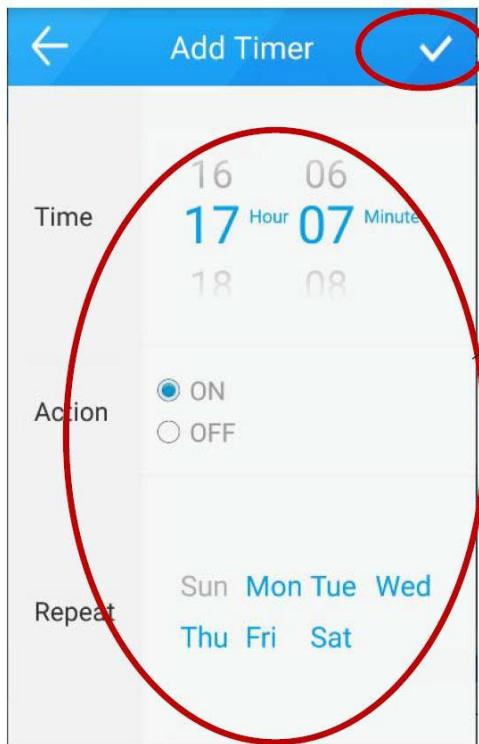 Add Timer
16 06
Time 17 Hour 07 Minute
18 08
Action ON
OFF
Repeat Sun Mon Tue Wed
Thu Fri Sat